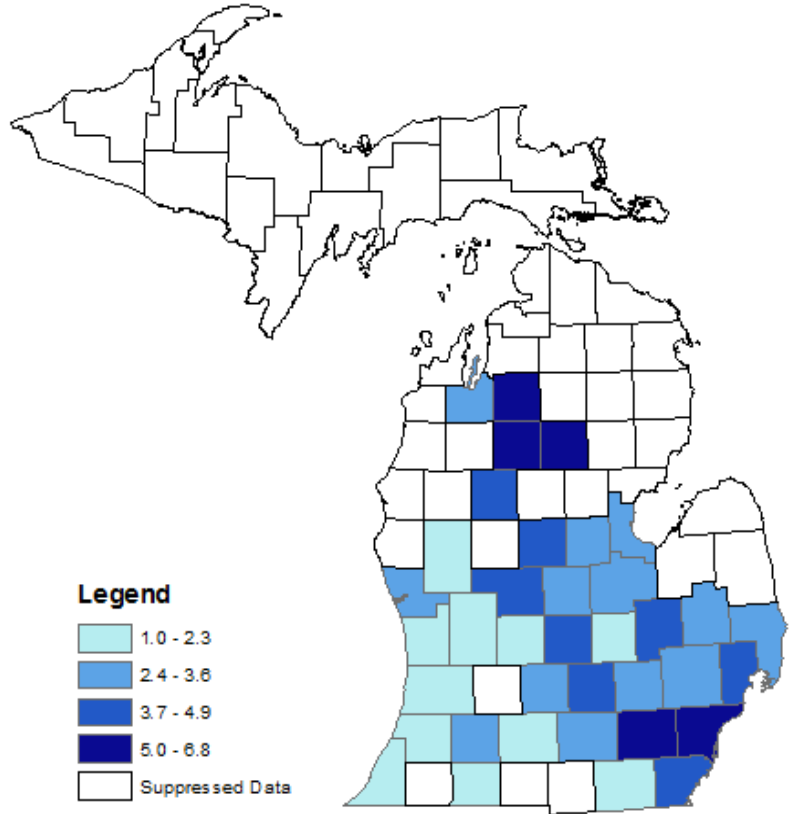 Legend
1.0 - 2.3
2.4 - 3.6
3.7 - 4.9
5.0 - 6.8
Suppressed Data